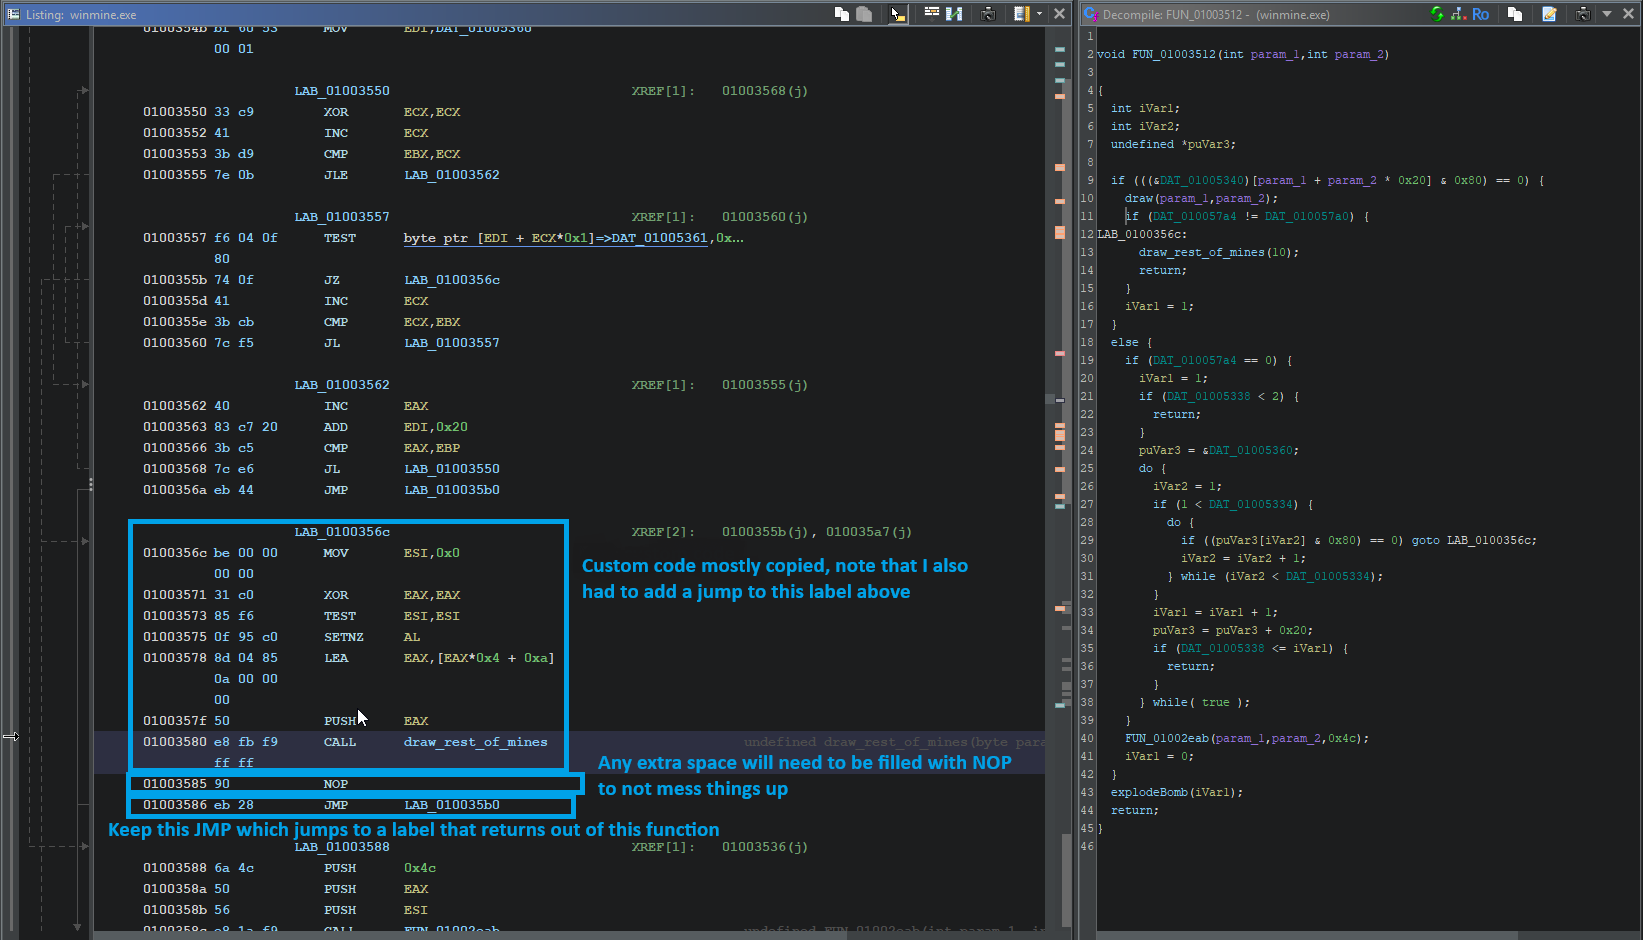 Listing: winmine.exe
0100354b bf 60 53 MOV EDI,DAT_01005360
00 01
LAB_01003550 XREF[1]: 01003568(j)
01003550 33 c9 XOR ECX,ECX
01003552 41 INC ECX
01003553 3b d9 CMP EBX,ECX
01003555 7e 0b JLE LAB_01003562
LAB_01003557 XREF[1]: 01003560(j)
01003557 f6 04 0f TEST byte ptr [EDI + ECX*0x1]=>DAT_01005361,0x...
80
0100355b 74 0f JZ LAB_0100356c
0100355d 41 INC ECX
0100355e 3b cb CMP ECX,EBX
01003560 7c f5 JL LAB_01003557
LAB_01003562 XREF[1]: 01003555(j)
01003562 40 INC EAX
01003563 83 c7 20 ADD EDI,0x20
01003566 3b c5 CMP EAX,EBP
01003568 7c e6 JL LAB_01003550
0100356a eb 44 JMP LAB_010035b0
LAB_0100356c XREF[2]: 0100355b(j), 010035a7(j)
0100356c be 00 00 MOV ESI,0x0
00 00
01003571 31 c0 XOR EAX,EAX
01003573 85 f6 TEST ESI,ESI
01003575 0f 95 c0 SETNZ AL
01003578 8d 04 85 LEA EAX,[EAX*0x4 + 0xa]
0a 00 00
00
0100357f 50 PUSH EAX
01003580 e8 fb f9 CALL draw_rest_of_mines undefined draw_rest_of_mines(byte para
ff ff
01003585 90 NOP
01003586 eb 28 JMP LAB_010035b0
LAB_01003588 XREF[1]: 01003536(j)
01003588 6a 4c PUSH 0x4c
0100358a 50 PUSH EAX
0100358b 56 PUSH ESI
0100358c e8 1a f9 CALL FUN_01002eab undefined FUN_01002eab(int param_1, in
Custom code mostly copied, note that I also
had to add a jump to this label above
Any extra space will need to be filled with NOP
to not mess things up
Keep this JMP which jumps to a label that returns out of this function
Decompile: FUN_01003512 - (winmine.exe)
Ro
1
2 void FUN_01003512(int param_1,int param_2)
3
4 {
5 int iVar1;
6 int iVar2;
7 undefined *puVar3;
8
9 if (((&DAT_01005340)[param_1 + param_2 * 0x20] & 0x80) == 0) {
10 draw(param_1,param_2);
11 if (DAT_010057a4 != DAT_010057a0) {
12 LAB_0100356c:
13 draw_rest_of_mines(10);
14 return;
15 }
16 iVar1 = 1;
17 }
18 else {
19 if (DAT_010057a4 == 0) {
20 iVar1 = 1;
21 if (DAT_01005338 < 2) {
22 return;
23 }
24 puVar3 = &DAT_01005360;
25 do {
26 iVar2 = 1;
27 if (1 < DAT_01005334) {
28 do {
29 if ((puVar3[iVar2] & 0x80) == 0) goto LAB_0100356c;
30 iVar2 = iVar2 + 1;
31 } while (iVar2 < DAT_01005334);
32 }
33 iVar1 = iVar1 + 1;
34 puVar3 = puVar3 + 0x20;
35 if (DAT_01005338 <= iVar1) {
36 return;
37 }
38 } while( true );
39 }
40 FUN_01002eab(param_1,param_2,0x4c);
41 iVar1 = 0;
42 }
43 explodeBomb(iVar1);
44 return;
45 }
46